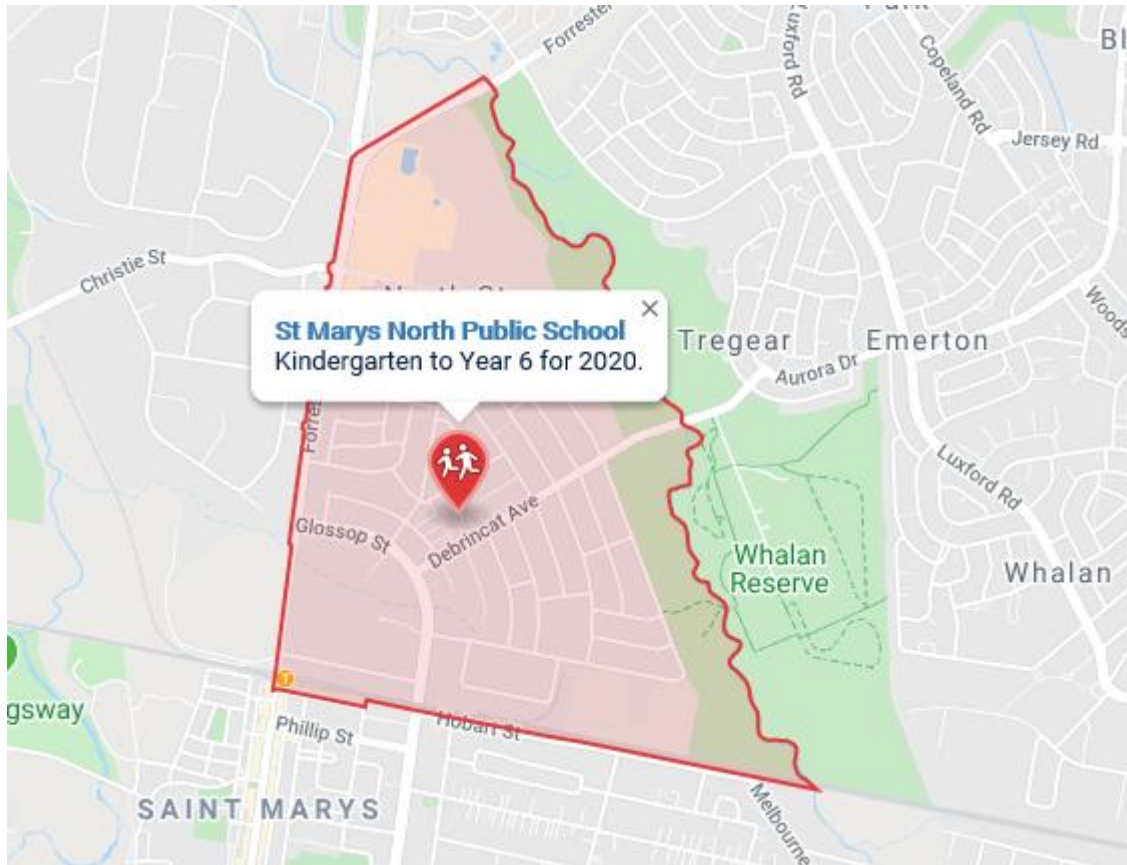 Forrester
Luxford Rd
Copeland Rd
Jersey Rd
Christie St
St Marys North Public School
Kindergarten to Year 6 for 2020.
Tregear
Emerton
Aurora Dr
Woods
Glossop St
Debrincat Ave
Luxford Rd
Whalan
Reserve
Whalan
T
gsway
Phillip St
Hobart St
SAINT MARYS
Melbourne